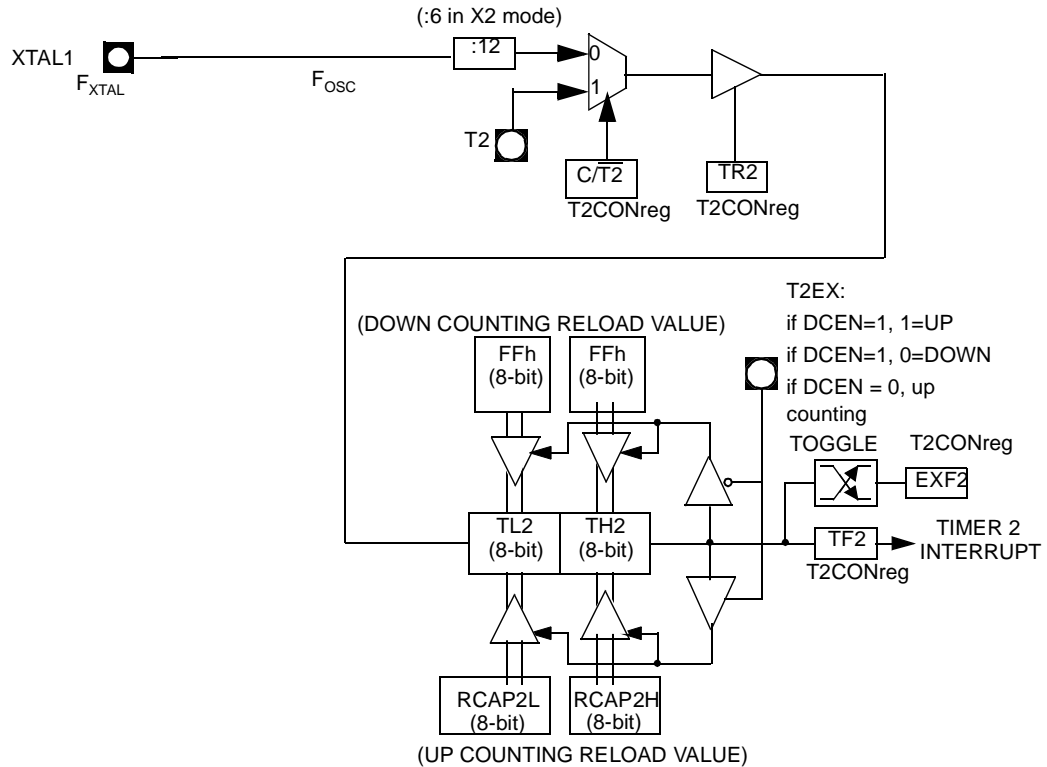 (:6 in X2 mode)
XTAL1
:12
0
FXTAL
FOSC
1
T2
C/T2
TR2
T2CONreg
T2CONreg
T2EX:
(DOWN COUNTING RELOAD VALUE)
if DCEN=1, 1=UP
FFh
(8-bit)
FFh
(8-bit)
if DCEN=1, 0=DOWN
if DCEN = 0, up
counting
TOGGLE
T2CONreg
EXF2
TL2
(8-bit)
TH2
(8-bit)
TF2
TIMER 2
INTERRUPT
T2CONreg
RCAP2L
(8-bit)
RCAP2H
(8-bit)
(UP COUNTING RELOAD VALUE)